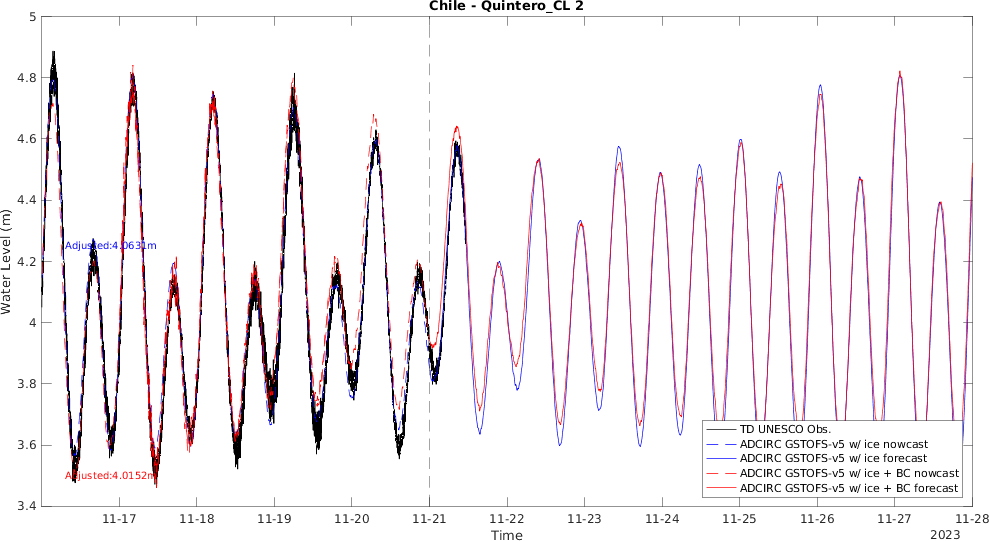 Chile - Quintero_CL 2
Water Level (m)
5
4.8
4.6
4.4
4.2
4
3.8
3.6
3.4
Adjusted:4.0631m
Adjusted:4.0152m
TD UNESCO Obs.
ADCIRC GSTOFS-v5 w/ ice nowcast
ADCIRC GSTOFS-v5 w/ ice forecast
ADCIRC GSTOFS-v5 w/ ice + BC nowcast
ADCIRC GSTOFS-v5 w/ ice + BC forecast
11-17 11-18 11-19 11-20 11-21 11-22 11-23 11-24 11-25 11-26 11-27 11-28
Time
2023